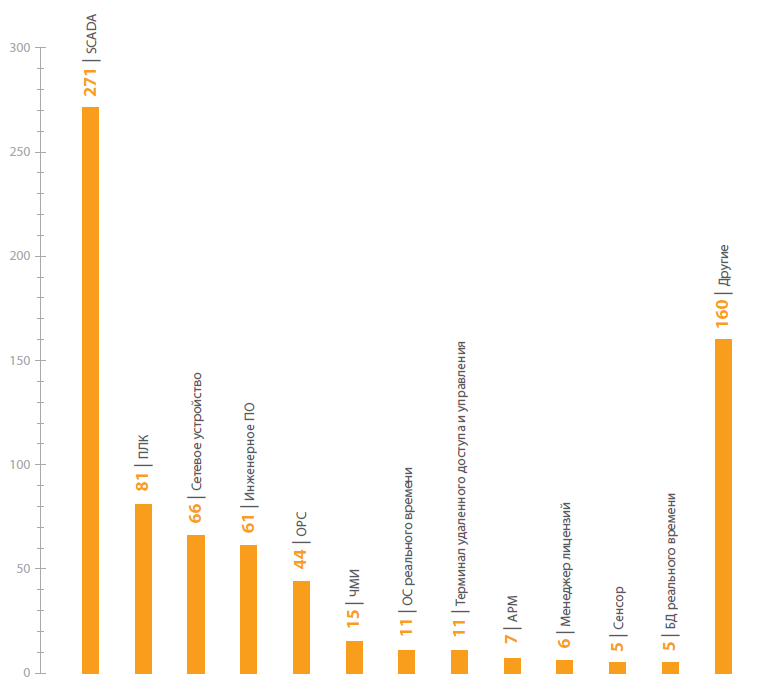 300
250
200
150
100
50
0
271 | SCADA
81 | ПЛК
66 | Сетевое устройство
61 | Инженерное ПО
44 | OPC
15 | ЧМИ
11 | ОС реального времени
11 | Терминал удаленного доступа и управления
7 | АРМ
6 | Менеджер лицензий
5 | Сенсор
5 | БД реального времени
160 | Другие